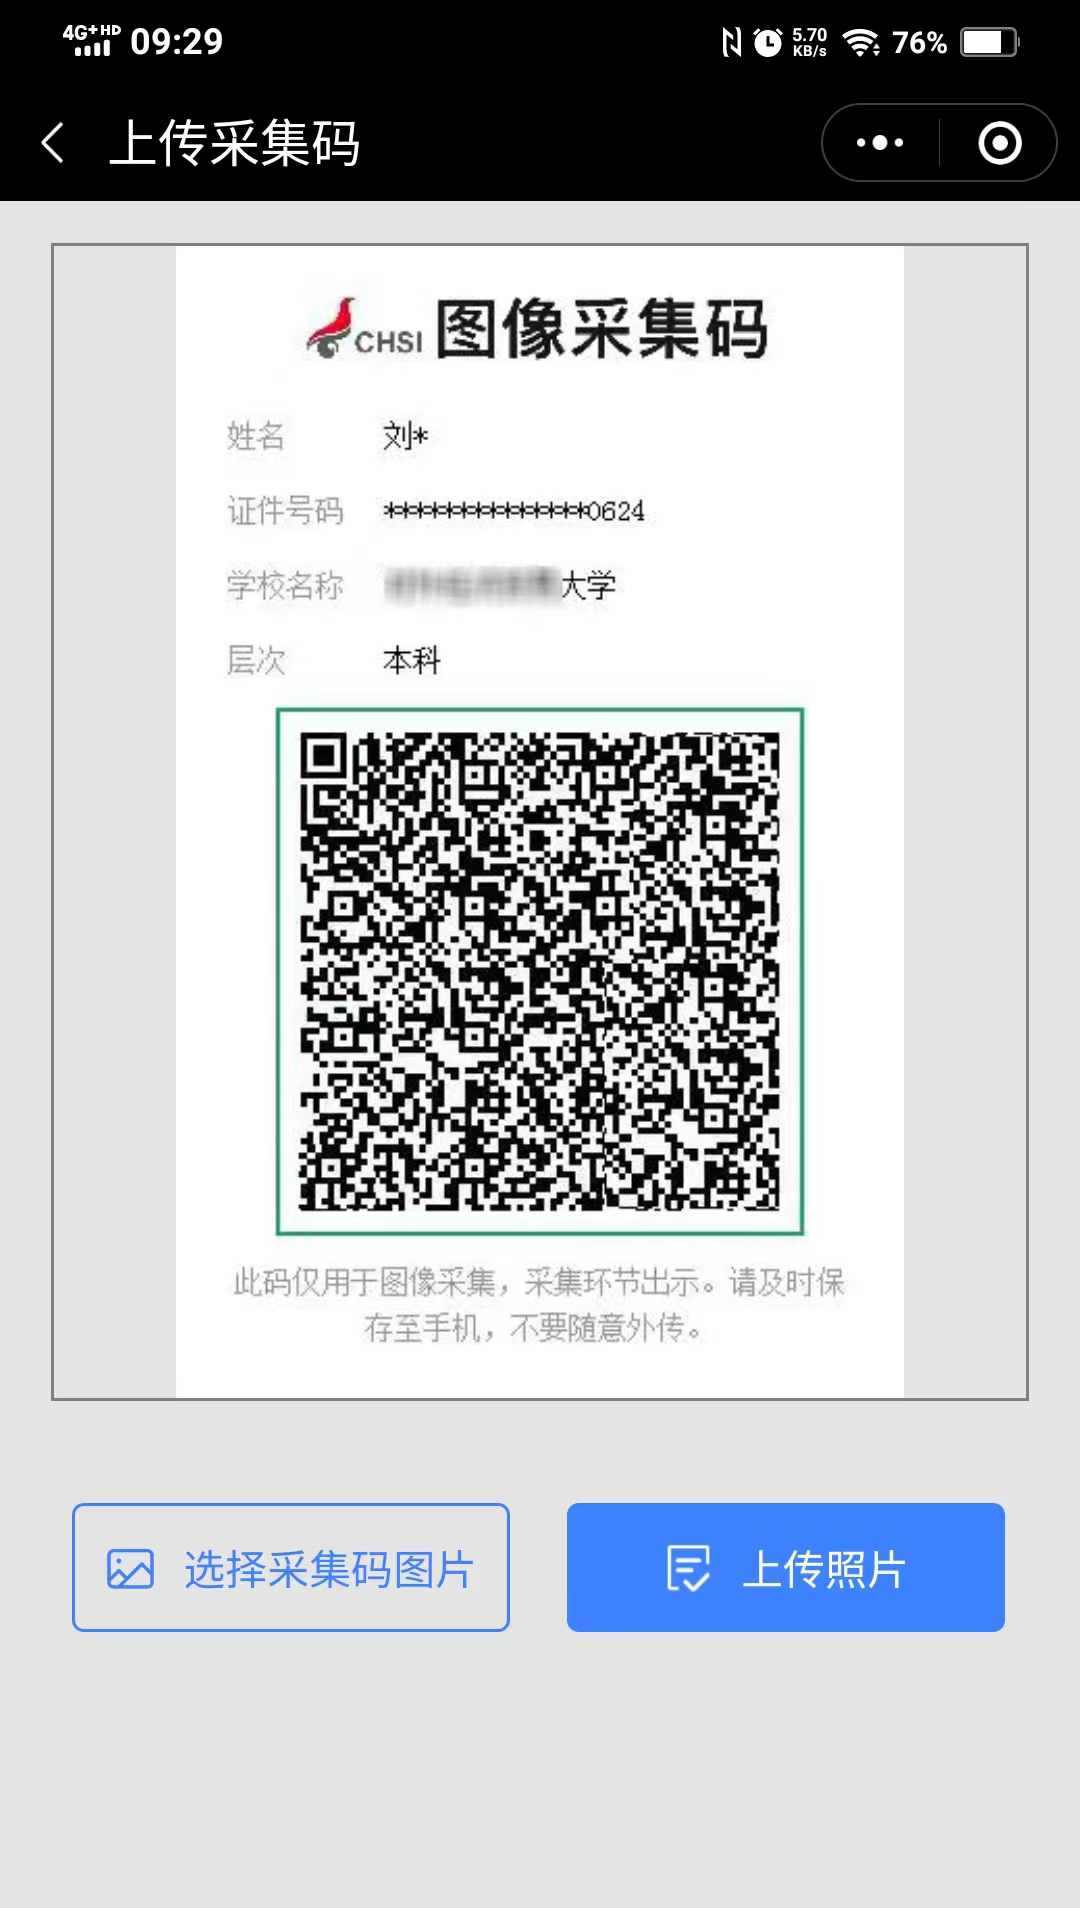 4G+HD 09:29 5.70 KB/s 76%
上传采集码
CHSI 图像采集码
姓名 刘*
证件号码 **************0624
学校名称 大学
层次 本科
此码仅用于图像采集，采集环节出示。请及时保
存至手机，不要随意外传。
选择采集码图片 上传照片